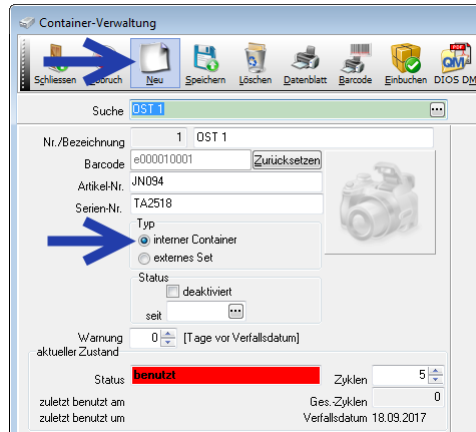 Container-Verwaltung
Schliessen Neu Speichern Löschen Datenblatt Barcode Einbuchen DIOS DM
PDF
QM
Suche OST 1
Nr./Bezeichnung 1 OST 1
Barcode e000010001 Zurücksetzen
Artikel-Nr. JN094
Serien-Nr. TA2518
Typ
interner Container
externes Set
Status
deaktiviert
seit
Warnung 0 [Tage vor Verfallsdatum]
aktueller Zustand
Status benutzt Zyklen 5
zuletzt benutzt am Ges.-Zyklen 0
zuletzt benutzt um Verfallsdatum 18.09.2017